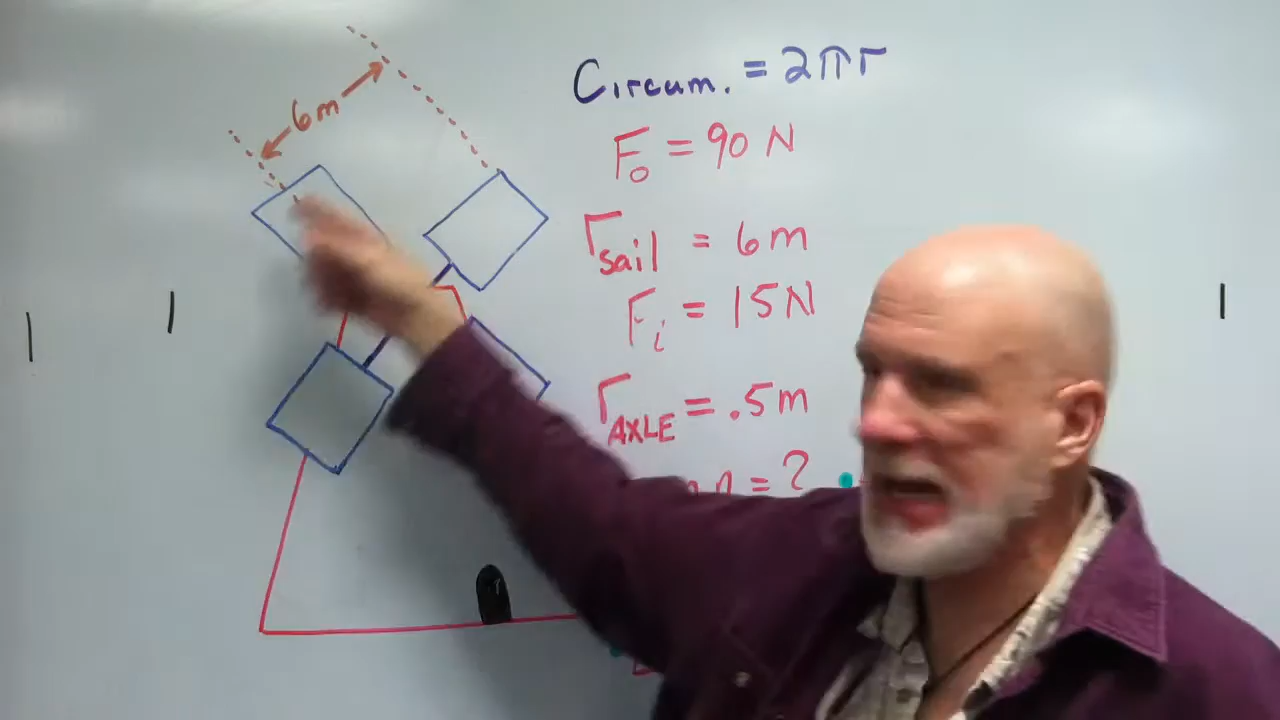 6m
Circum. = 2πr
F₀ = 90 N
r sail = 6m
Fᵢ = 15N
r AXLE = .5m
= ?